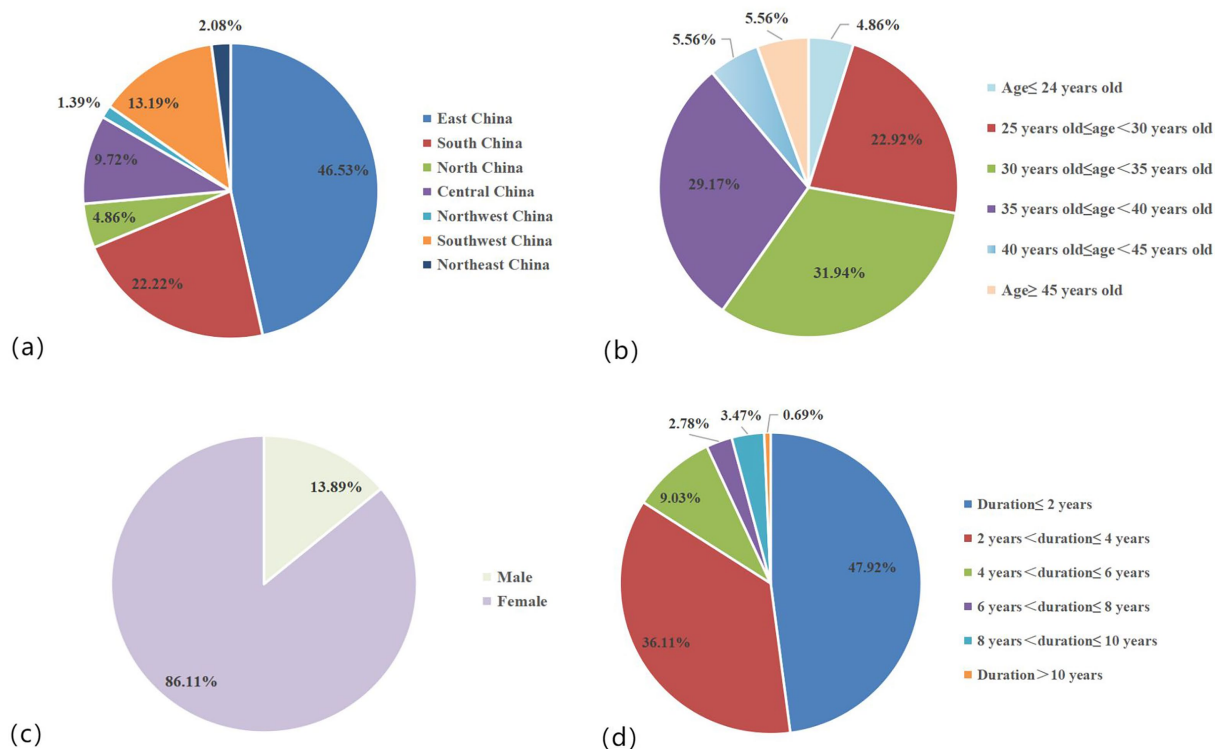 2.08%
1.39%
13.19%
9.72%
4.86%
22.22%
46.53%
East China
South China
North China
Central China
Northwest China
Southwest China
Northeast China
(a)
5.56%
5.56%
4.86%
22.92%
29.17%
31.94%
Age≤ 24 years old
25 years old≤age<30 years old
30 years old≤age<35 years old
35 years old≤age<40 years old
40 years old≤age<45 years old
Age≥ 45 years old
(b)
13.89%
86.11%
Male
Female
(c)
2.78%
3.47%
0.69%
9.03%
47.92%
36.11%
Duration≤ 2 years
2 years<duration≤ 4 years
4 years<duration≤ 6 years
6 years<duration≤ 8 years
8 years<duration≤ 10 years
Duration>10 years
(d)